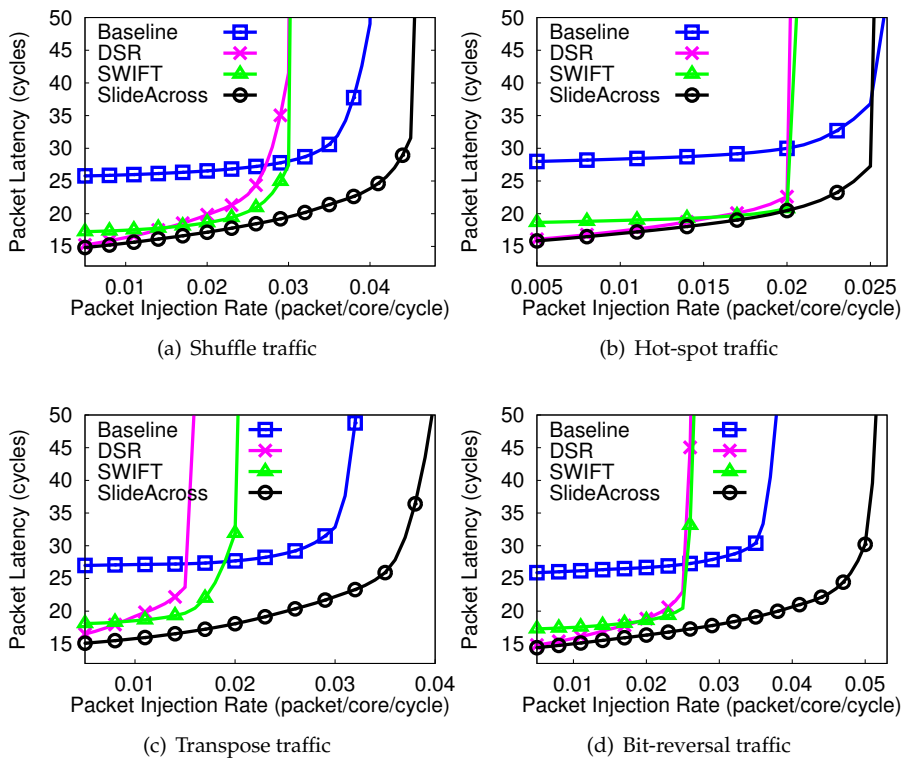 50
45
40
35
30
25
20
15
Packet Latency (cycles)
Baseline
DSR
SWIFT
SlideAcross
0.01 0.02 0.03 0.04
Packet Injection Rate (packet/core/cycle)
(a) Shuffle traffic
50
45
40
35
30
25
20
15
Packet Latency (cycles)
Baseline
DSR
SWIFT
SlideAcross
0.005 0.01 0.015 0.02 0.025
Packet Injection Rate (packet/core/cycle)
(b) Hot-spot traffic
50
45
40
35
30
25
20
15
Packet Latency (cycles)
Baseline
DSR
SWIFT
SlideAcross
0.01 0.02 0.03 0.04
Packet Injection Rate (packet/core/cycle)
(c) Transpose traffic
50
45
40
35
30
25
20
15
Packet Latency (cycles)
Baseline
DSR
SWIFT
SlideAcross
0.01 0.02 0.03 0.04 0.05
Packet Injection Rate (packet/core/cycle)
(d) Bit-reversal traffic